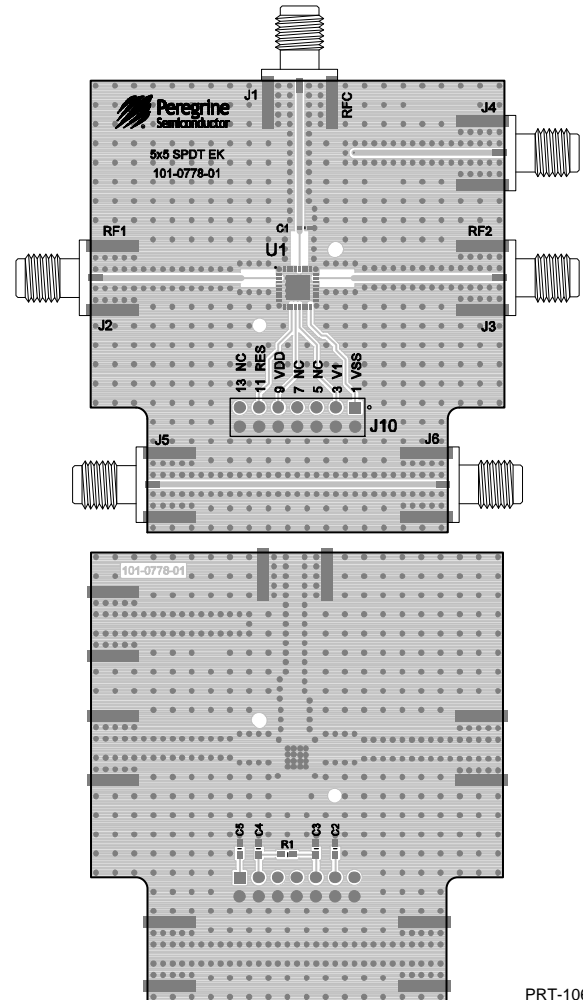 J1
RFC
J4
Peregrine
Semiconductor
5x5 SPDT EK
101-0778-01
C1
RF1
U1
RF2
J2
J3
13 NC
11 RES
9 VDD
7 NC
5 NC
3 V1
1 VSS
J10
J5
J6
101-0778-01
C5
C4
R1
C3
C2
PRT-10